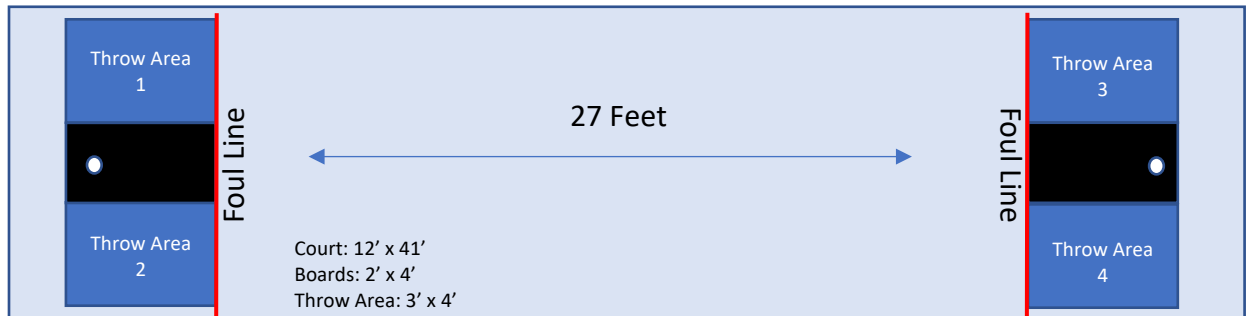 Throw Area
1
Throw Area
2
Foul Line
27 Feet
Court: 12’ x 41’
Boards: 2’ x 4’
Throw Area: 3’ x 4’
Foul Line
Throw Area
3
Throw Area
4